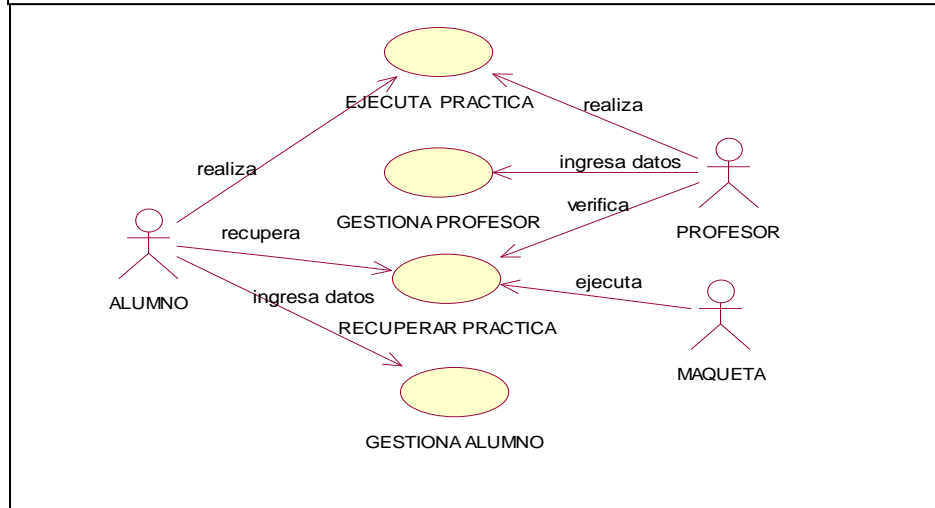 EJECUTA PRACTICA
realiza
realiza
ingresa datos
GESTIONA PROFESOR
verifica
PROFESOR
recupera
ALUMNO
ingresa datos
ejecuta
RECUPERAR PRACTICA
MAQUETA
GESTIONA ALUMNO